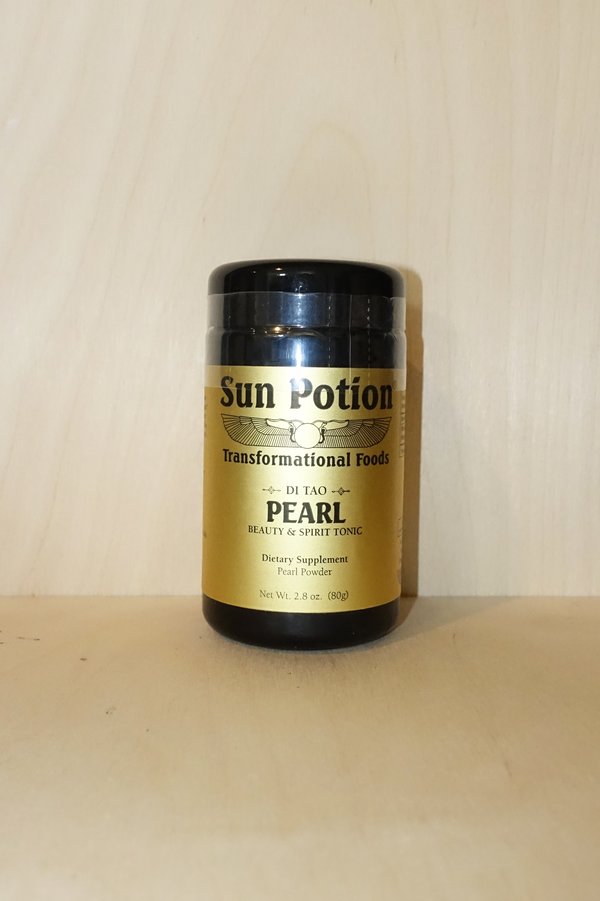 Sun Potion
Transformational Foods
DI TAO
PEARL
BEAUTY & SPIRIT TONIC
Dietary Supplement
Pearl Powder
Net Wt. 2.8 oz. (80g)